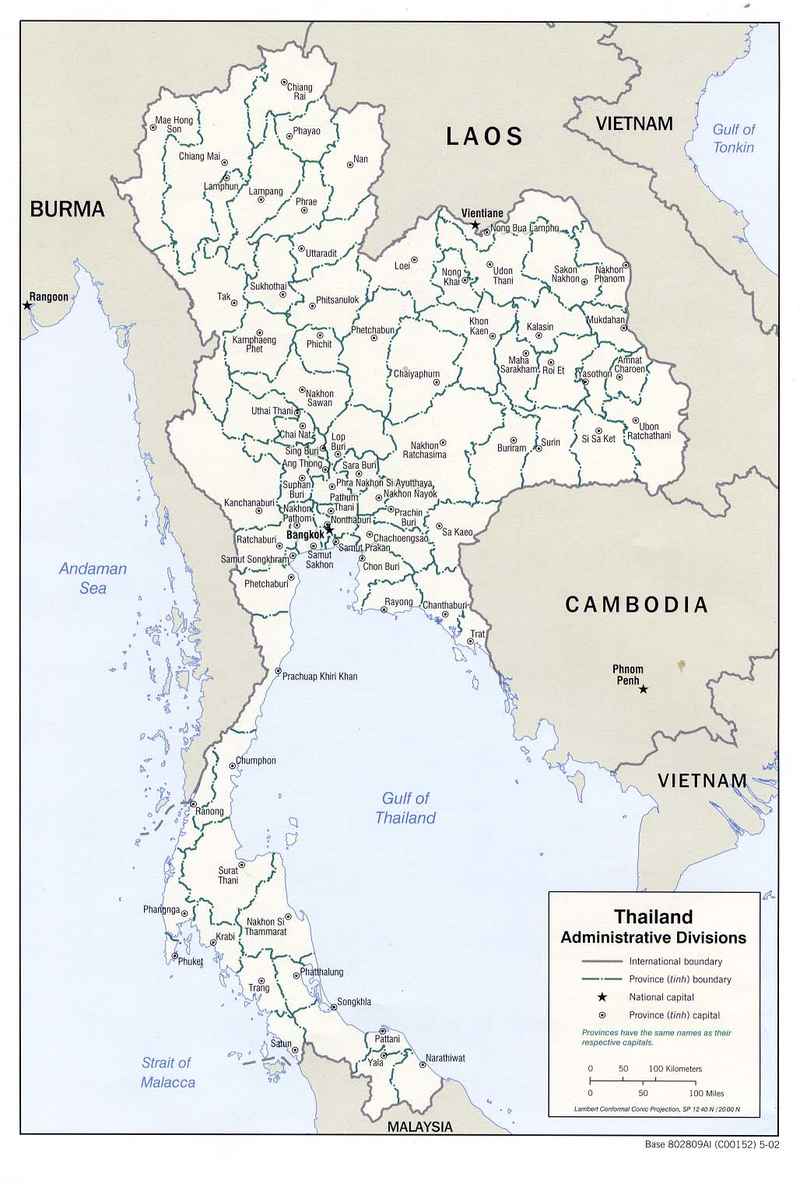 Chiang
Rai
Mae Hong
Son
Phayao
VIETNAM
LAOS
Gulf of
Tonkin
Chiang Mai
Nan
Lamphun
Lampang
Phrae
BURMA
Vientiane
Nong Bua Lamphu
Uttaradit
Loei
Nong
Khai
Udon
Thani
Sakon
Nakhon
Nakhon
Phanom
Rangoon
Tak
Sukhothai
Phitsanulok
Kamphaeng
Phet
Phichit
Phetchabun
Khon
Kaen
Kalasin
Mukdahan
Maha
Sarakham
Roi Et
Yasothon
Amnat
Charoen
Chaiyaphum
Nakhon
Sawan
Uthai Thani
Chai Nat
Lop
Buri
Nakhon
Ratchasima
Buriram
Surin
Si Sa Ket
Ubon
Ratchathani
Sing Buri
Ang Thong
Sara Buri
Suphan
Buri
Phra Nakhon Si Ayutthaya
Pathum
Thani
Nakhon Nayok
Kanchanaburi
Nakhon
Pathom
Nonthaburi
Prachin
Buri
Bangkok
Chachoengsao
Sa Kaeo
Ratchaburi
Samut Prakan
Samut Songkhram
Samut
Sakhon
Chon Buri
Phetchaburi
Andaman
Sea
Rayong
Chanthaburi
Trat
CAMBODIA
Phnom
Penh
Prachuap Khiri Khan
Chumphon
VIETNAM
Ranong
Gulf of
Thailand
Surat
Thani
Phangnga
Nakhon Si
Thammarat
Krabi
Phuket
Phatthalung
Trang
Songkhla
Satun
Pattani
Yala
Narathiwat
Strait of
Malacca
MALAYSIA
Thailand
Administrative Divisions
International boundary
Province (tinh) boundary
National capital
Province (tinh) capital
Provinces have the same names as their
respective capitals.
0 50 100 Kilometers
0 50 100 Miles
Lambert Conformal Conic Projection, SP 12 40 N / 20 00 N
Base 802809AI (C00152) 5-02